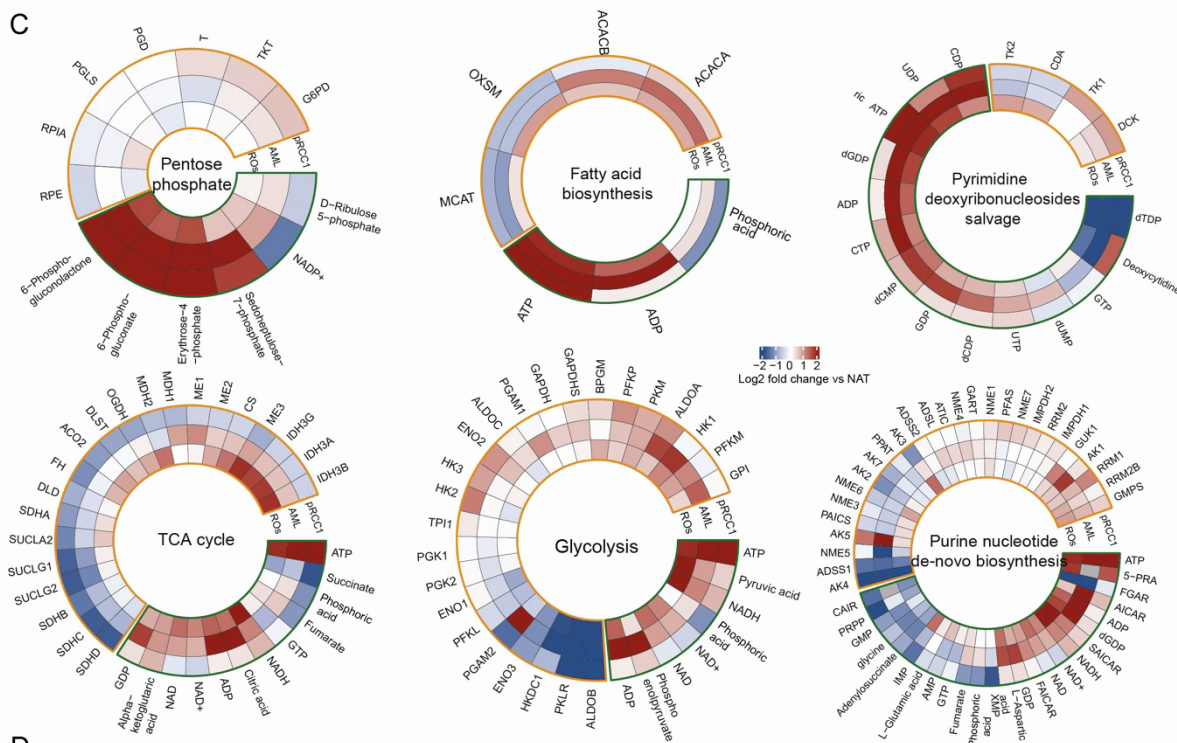 C
PGLS
PGD
T
TKT
G6PD
RPIA
RPE
Pentose
phosphate
ROs
AML
pRCC1
D−Ribulose
5−phosphate
NADP+
Sedoheptulose−
7−phosphate
Erythrose−4
−phosphate
6−Phospho−
gluconate
6−Phospho−
gluconolactone
OXSM
ACACB
ACACA
MCAT
Fatty acid
biosynthesis
ROs
AML
pRCC1
Phosphoric
acid
ADP
ATP
CDP
UDP
ric
ATP
dGDP
ADP
CTP
dCMP
GDP
dCDP
UTP
dUMP
GTP
Deoxycytidine
dTDP
TK2
CDA
TK1
DCK
pRCC1
AML
ROs
Pyrimidine
deoxyribonucleosides
salvage
−2 −1 0 1 2
Log2 fold change vs NAT
SDHD
SDHC
SDHB
SUCLG2
SUCLG1
SUCLA2
SDHA
DLD
FH
ACO2
DLST
OGDH
MDH2
MDH1
ME1
ME2
CS
ME3
IDH3G
IDH3A
IDH3B
pRCC1
AML
ROs
TCA cycle
ATP
Succinate
Phosphoric
acid
Fumarate
GTP
NADH
Citric acid
ADP
NAD+
NAD
Alpha−
ketoglutaric
acid
GDP
ALDOB
PKLR
HKDC1
ENO3
PGAM2
PFKL
ENO1
PGK2
PGK1
TPI1
HK2
HK3
ENO2
ALDOC
PGAM1
GAPDH
GAPDHS
BPGM
PFKP
PKM
ALDOA
HK1
PFKM
GPI
pRCC1
AML
ROs
Glycolysis
ATP
Pyruvic acid
NADH
Phosphoric
acid
NAD+
NAD
Phospho
enolpyruvate
ADP
AK4
ADSS1
NME5
AK5
PAICS
NME3
NME6
AK2
AK7
PPAT
AK3
ADSS2
ADSL
ATIC
NME4
GART
NME1
PFAS
NME7
IMPDH2
RRM2
IMPDH1
GUK1
AK1
RRM1
RRM2B
GMPS
pRCC1
AML
ROs
Purine nucleotide
de−novo biosynthesis
ATP
5−PRA
FGAR
AICAR
ADP
dGDP
SAICAR
NADH
NAD+
NAD
FAICAR
GDP
L−Aspartic
acid
XMP
Phosphoric
acid
Fumarate
GTP
AMP
L−Glutamic acid
IMP
Adenylosuccinate
glycine
GMP
PRPP
CAIR